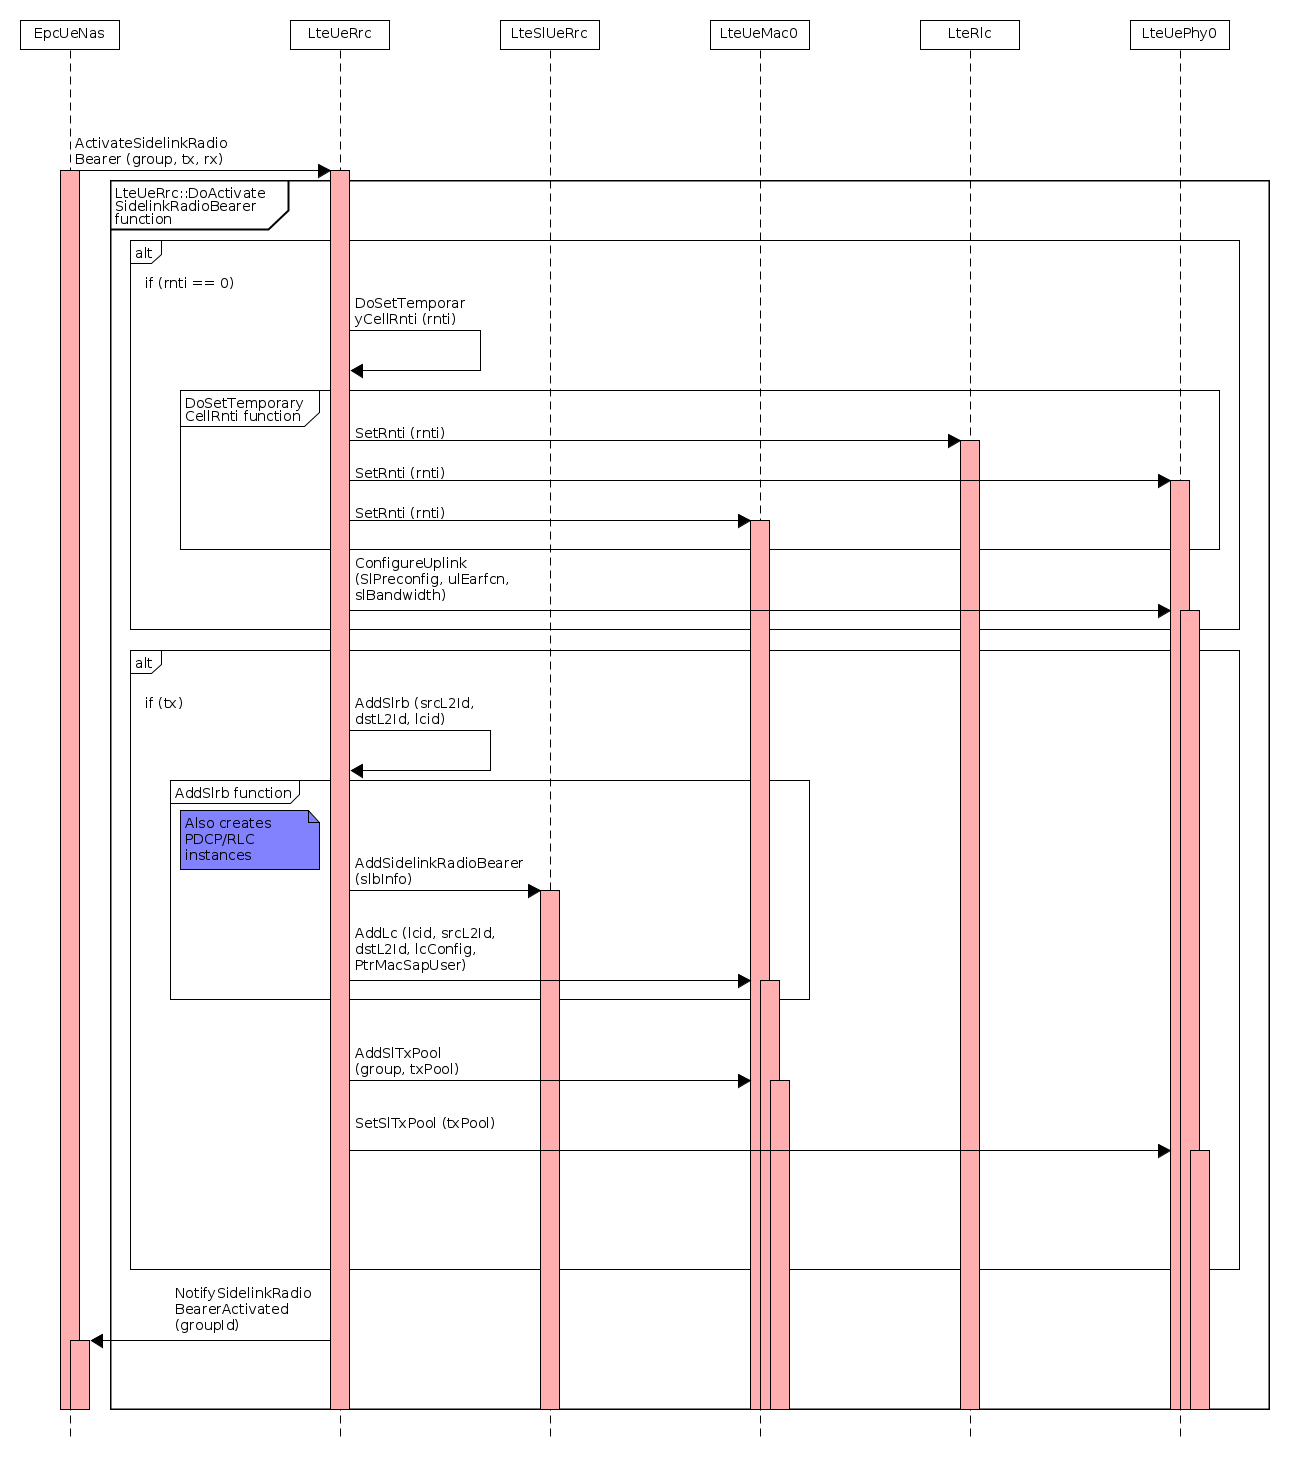 EpcUeNas
LteUeRrc
LteSlUeRrc
LteUeMac0
LteRlc
LteUePhy0
ActivateSidelinkRadio
Bearer (group, tx, rx)
LteUeRrc::DoActivate
SidelinkRadioBearer
function
alt
if (rnti == 0)
DoSetTemporar
yCellRnti (rnti)
DoSetTemporary
CellRnti function
SetRnti (rnti)
SetRnti (rnti)
SetRnti (rnti)
ConfigureUplink
(SlPreconfig, ulEarfcn,
slBandwidth)
alt
if (tx)
AddSlrb (srcL2Id,
dstL2Id, lcid)
AddSlrb function
Also creates
PDCP/RLC
instances
AddSidelinkRadioBearer
(slbInfo)
AddLc (lcid, srcL2Id,
dstL2Id, lcConfig,
PtrMacSapUser)
AddSlTxPool
(group, txPool)
SetSlTxPool (txPool)
NotifySidelinkRadio
BearerActivated
(groupId)